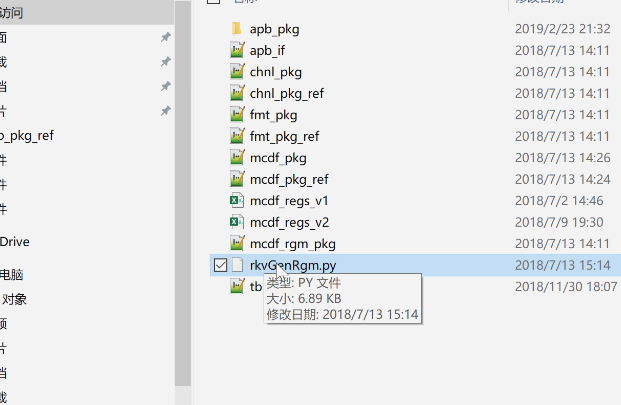 访问
面
载
档
片
o_pkg_ref
件
件
件
Drive
电脑
对象
频
片
档
载
名称 修改日期
apb_pkg 2019/2/23 21:32
apb_if 2018/7/13 14:11
chnl_pkg 2018/7/13 14:11
chnl_pkg_ref 2018/7/13 14:11
fmt_pkg 2018/7/13 14:11
fmt_pkg_ref 2018/7/13 14:11
mcdf_pkg 2018/7/13 14:26
mcdf_pkg_ref 2018/7/13 14:24
mcdf_regs_v1 2018/7/2 14:46
mcdf_regs_v2 2018/7/9 19:30
mcdf_rgm_pkg 2018/7/13 14:11
rkvGenRgm.py 2018/7/13 15:14
tb 2018/11/30 18:07
类型: PY 文件
大小: 6.89 KB
修改日期: 2018/7/13 15:14